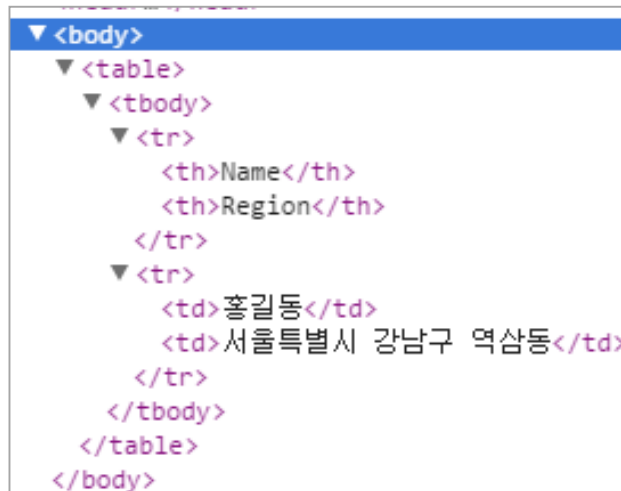 <body>
<table>
<tbody>
<tr>
<th>Name</th>
<th>Region</th>
</tr>
<tr>
<td>홍길동</td>
<td>서울특별시 강남구 역삼동</td>
</tr>
</tbody>
</table>
</body>